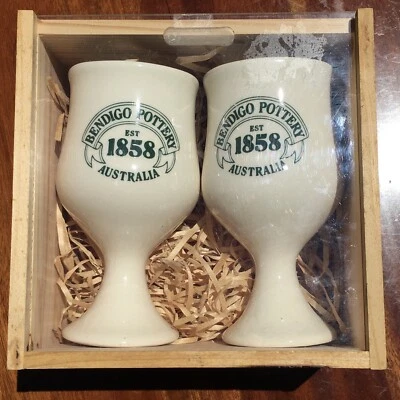 BENDIGO POTTERY
EST
1858
AUSTRALIA
BENDIGO POTTERY
EST
1858
AUSTRALIA